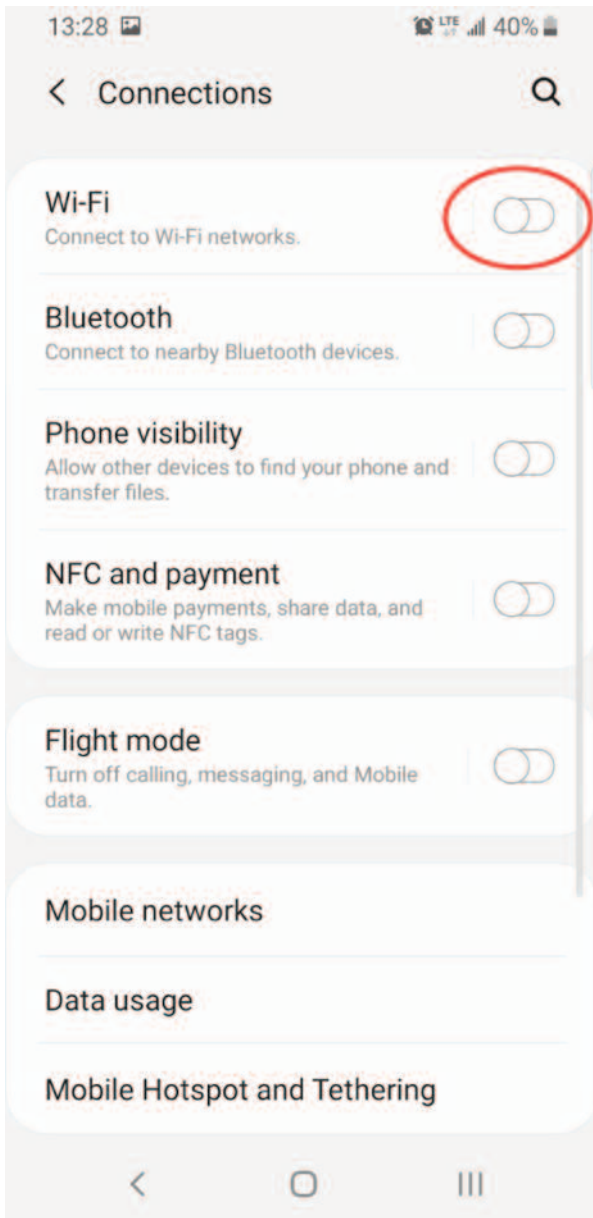 13:28 LTE 40%
Connections
Wi-Fi
Connect to Wi-Fi networks.
Bluetooth
Connect to nearby Bluetooth devices.
Phone visibility
Allow other devices to find your phone and
transfer files.
NFC and payment
Make mobile payments, share data, and
read or write NFC tags.
Flight mode
Turn off calling, messaging, and Mobile
data.
Mobile networks
Data usage
Mobile Hotspot and Tethering